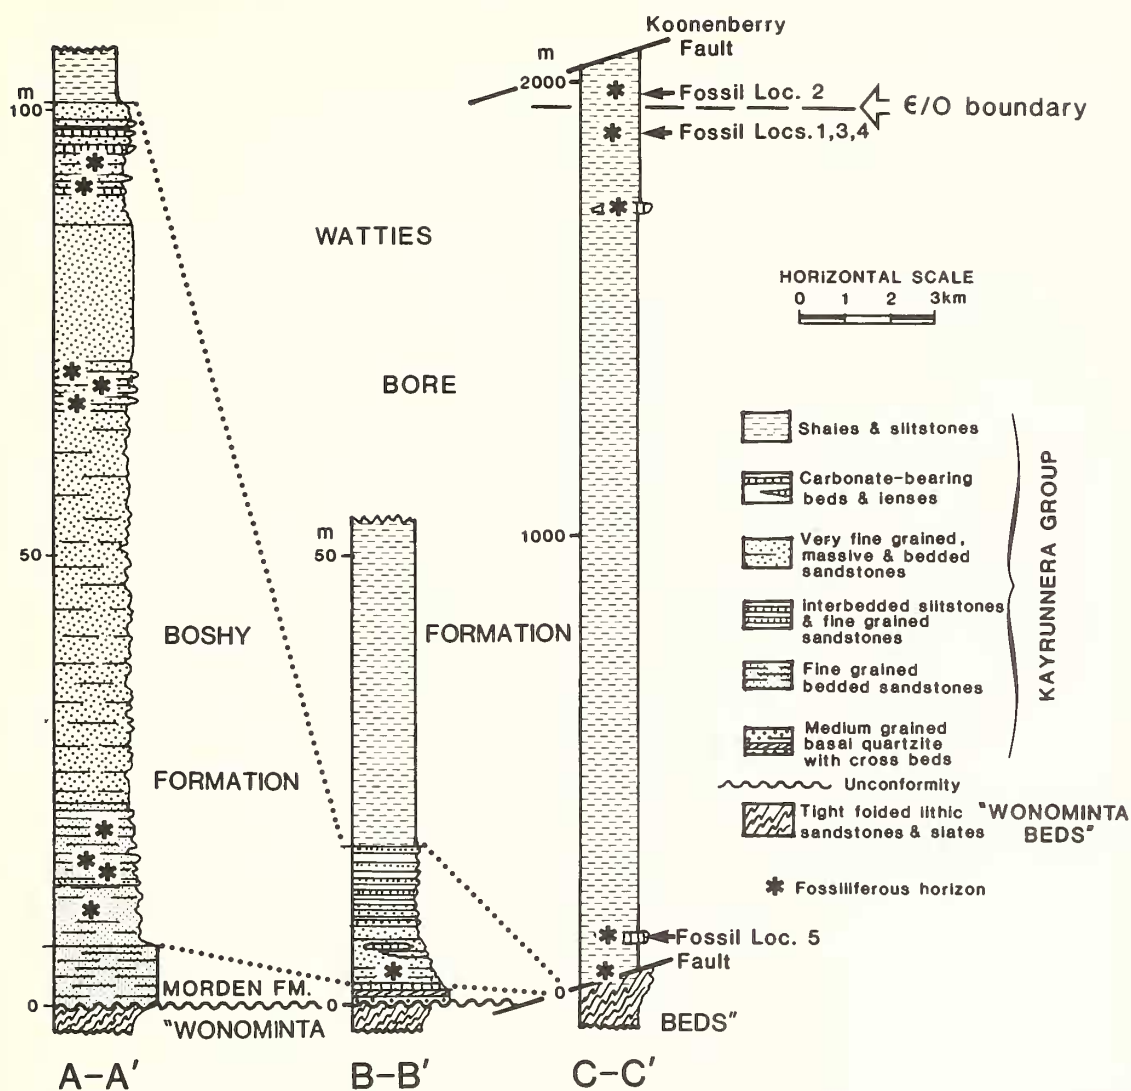 Koonenberry
Fault
m
100
m
2000
Fossil Loc. 2
Є/O boundary
Fossil Locs.1,3,4
WATTIES
HORIZONTAL SCALE
0 1 2 3km
BORE
Shales & siltstones
Carbonate-bearing
beds & lenses
Very fine grained,
massive & bedded
sandstones
Interbedded siltstones
& fine grained
sandstones
Fine grained
bedded sandstones
Medium grained
basal quartzite
with cross beds
KAYRUNNERA GROUP
Unconformity
Tight folded lithic
sandstones & slates
"WONOMINTA
BEDS"
Fossiliferous horizon
50
m
50
1000
BOSHY
FORMATION
FORMATION
Fossil Loc. 5
Fault
0
MORDEN FM.
0
0
"WONOMINTA
BEDS"
A-A'
B-B'
C-C'